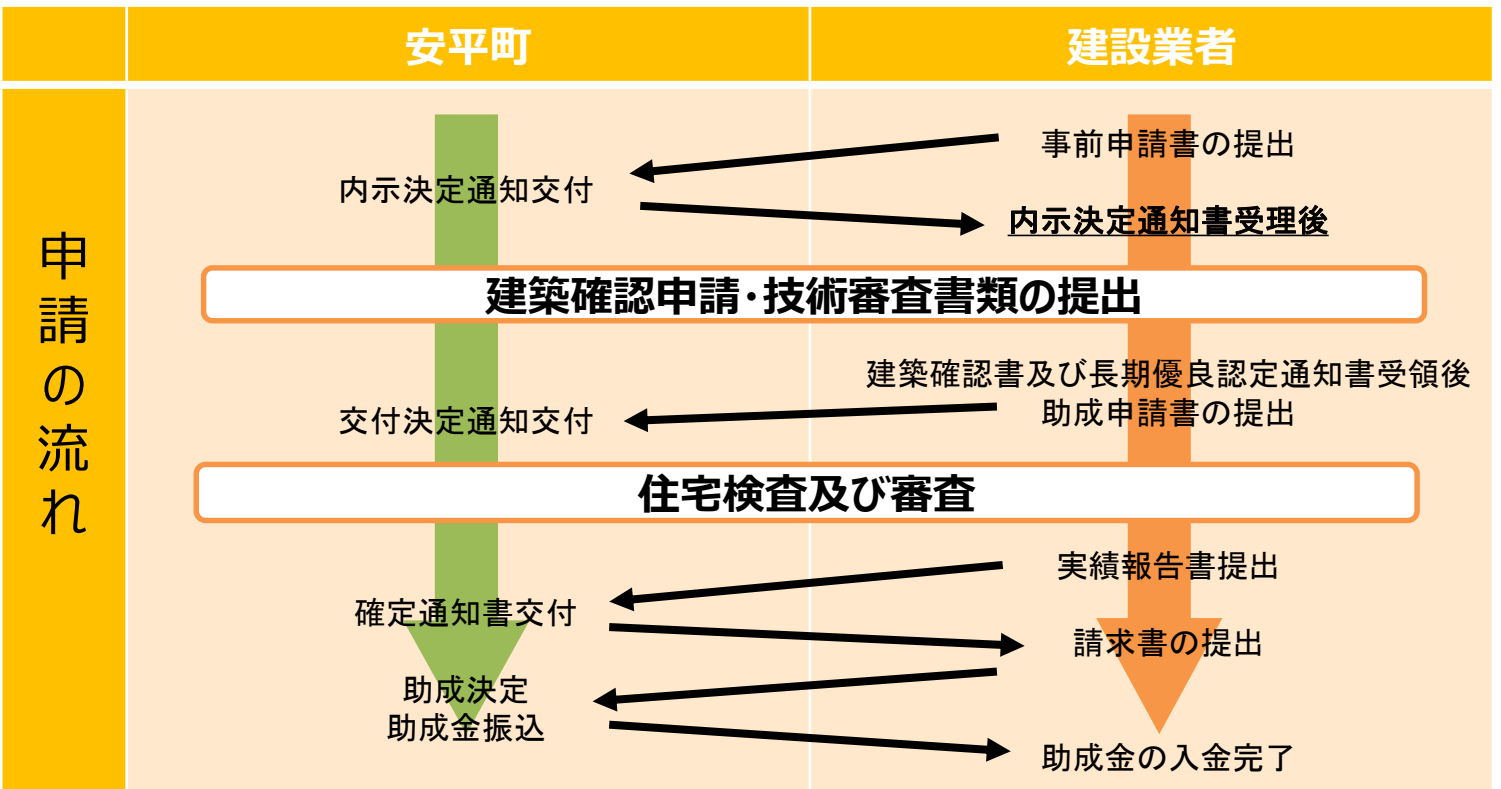 安平町
建設業者
申請の流れ
事前申請書の提出
内示決定通知交付
内示決定通知書受理後
建築確認申請・技術審査書類の提出
建築確認書及び長期優良認定通知書受領後
助成申請書の提出
交付決定通知交付
住宅検査及び審査
実績報告書提出
確定通知書交付
請求書の提出
助成決定
助成金振込
助成金の入金完了